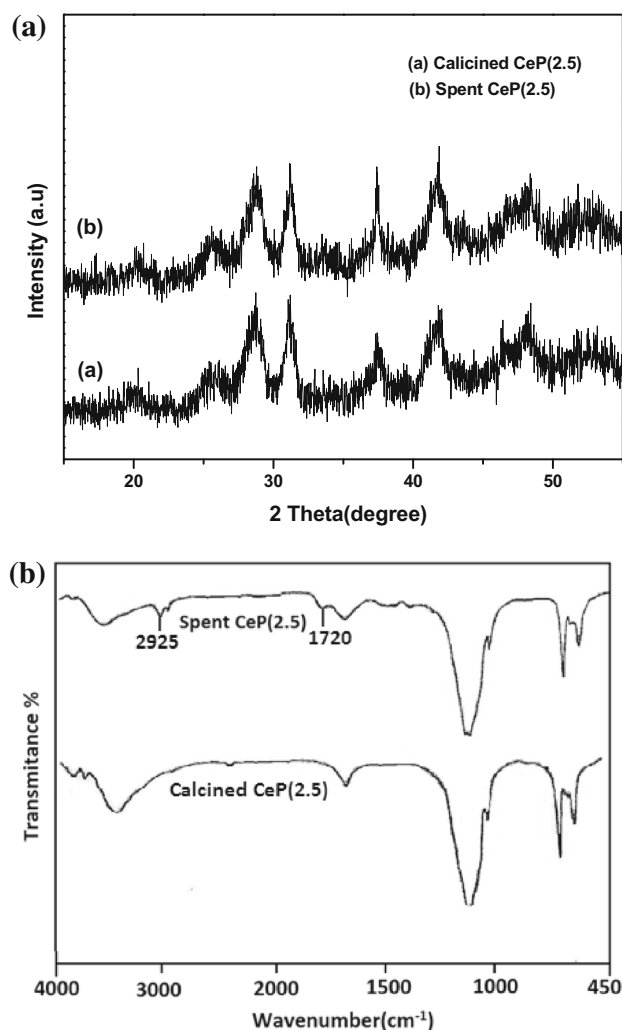 (a)
(a) Calicined CeP(2.5)
(b) Spent CeP(2.5)
Intensity (a.u)
(b)
(a)
20 30 40 50
2 Theta(degree)
(b)
Transmitance %
2925
Spent CeP(2.5)
1720
Calcined CeP(2.5)
4000 3000 2000 1500 1000 450
Wavenumber(cm⁻¹)